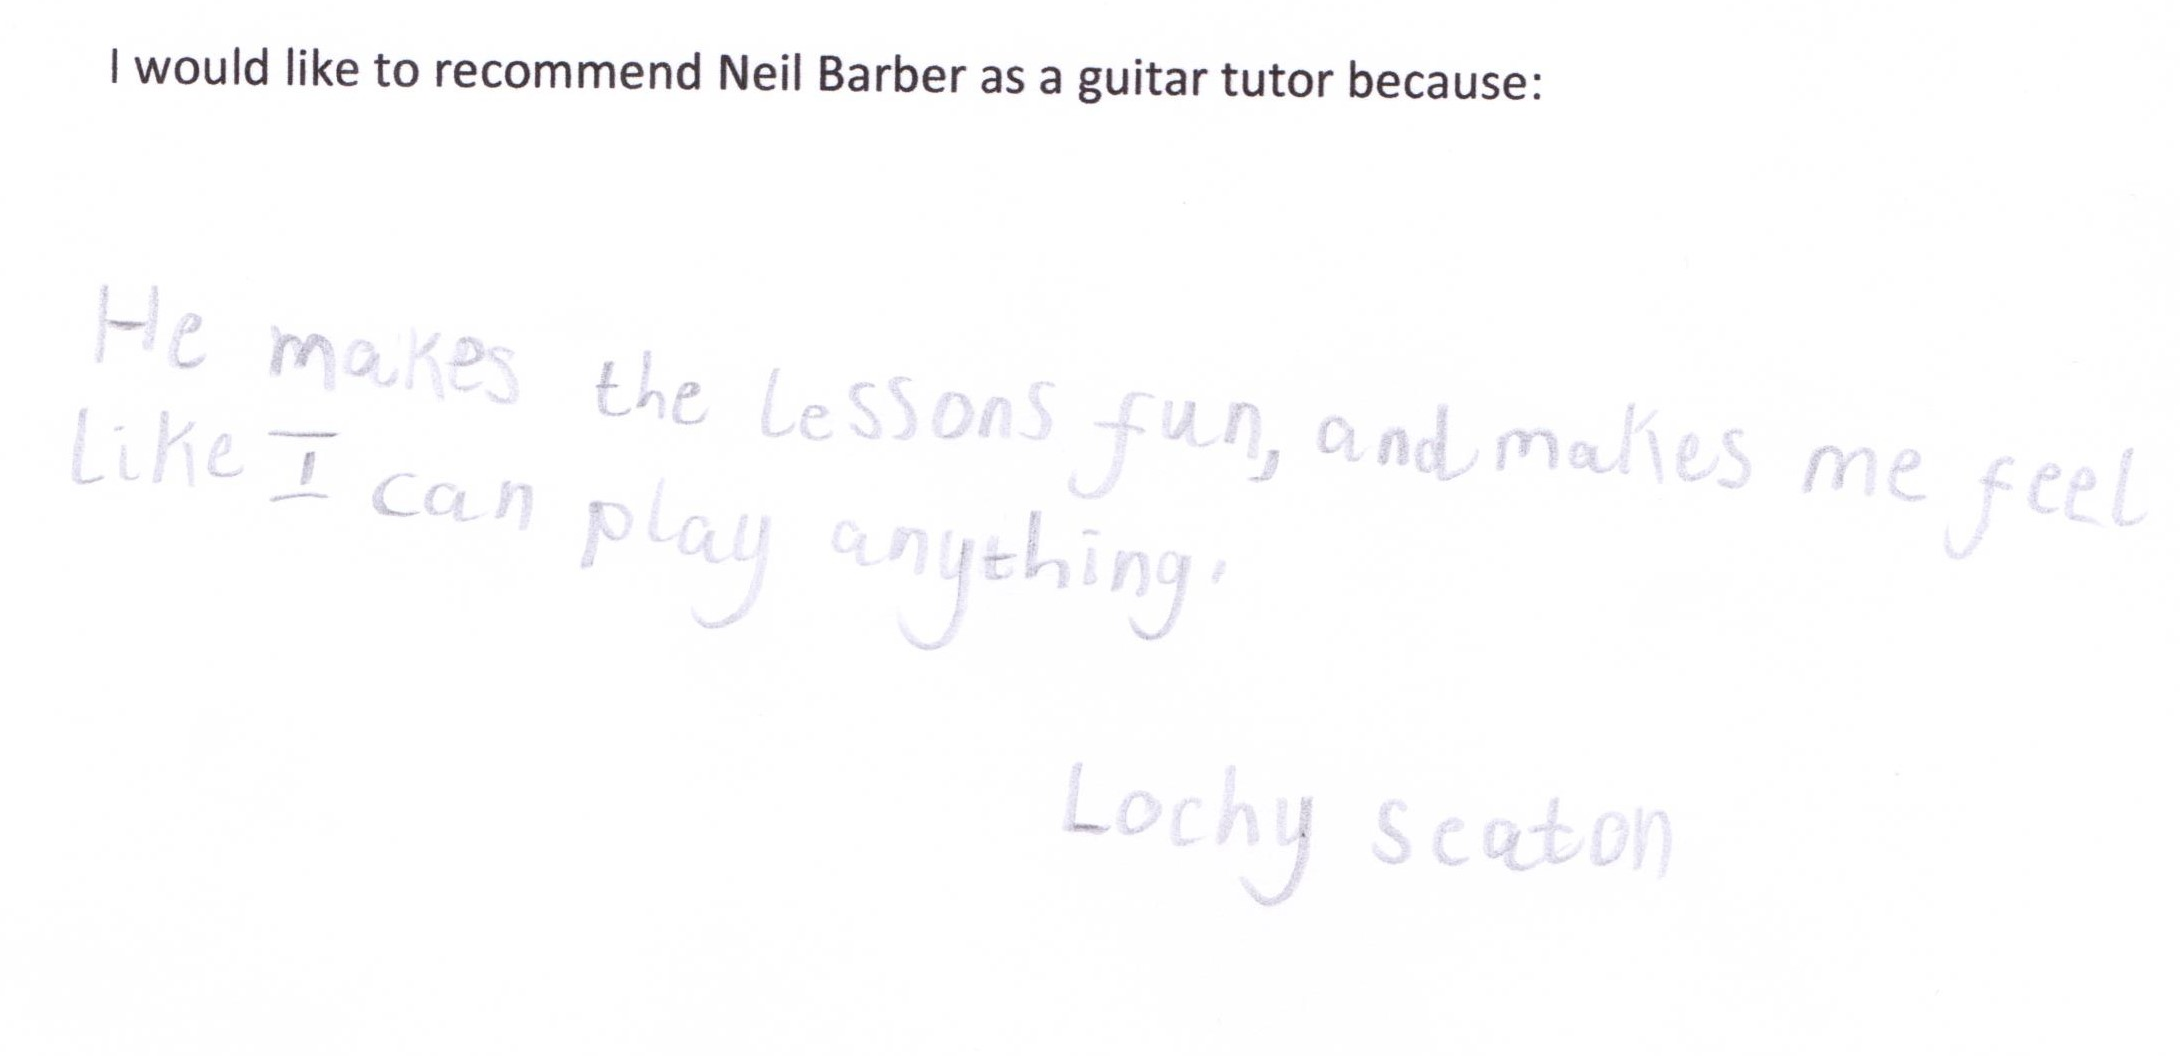 I would like to recommend Neil Barber as a guitar tutor because:
He makes the lessons fun, and makes me feel
like I can play anything.
Lochy Seaton